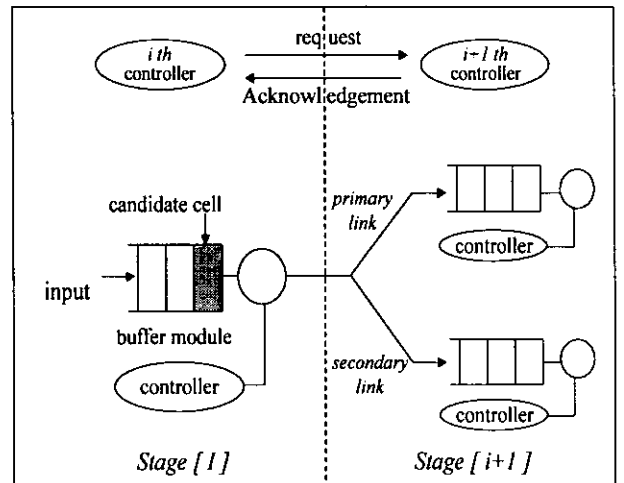 i th
controller
request
i+1 th
controller
Acknowledgement
candidate cell
input
buffer module
controller
primary
link
controller
secondary
link
controller
Stage [ I ]
Stage [ i+1 ]